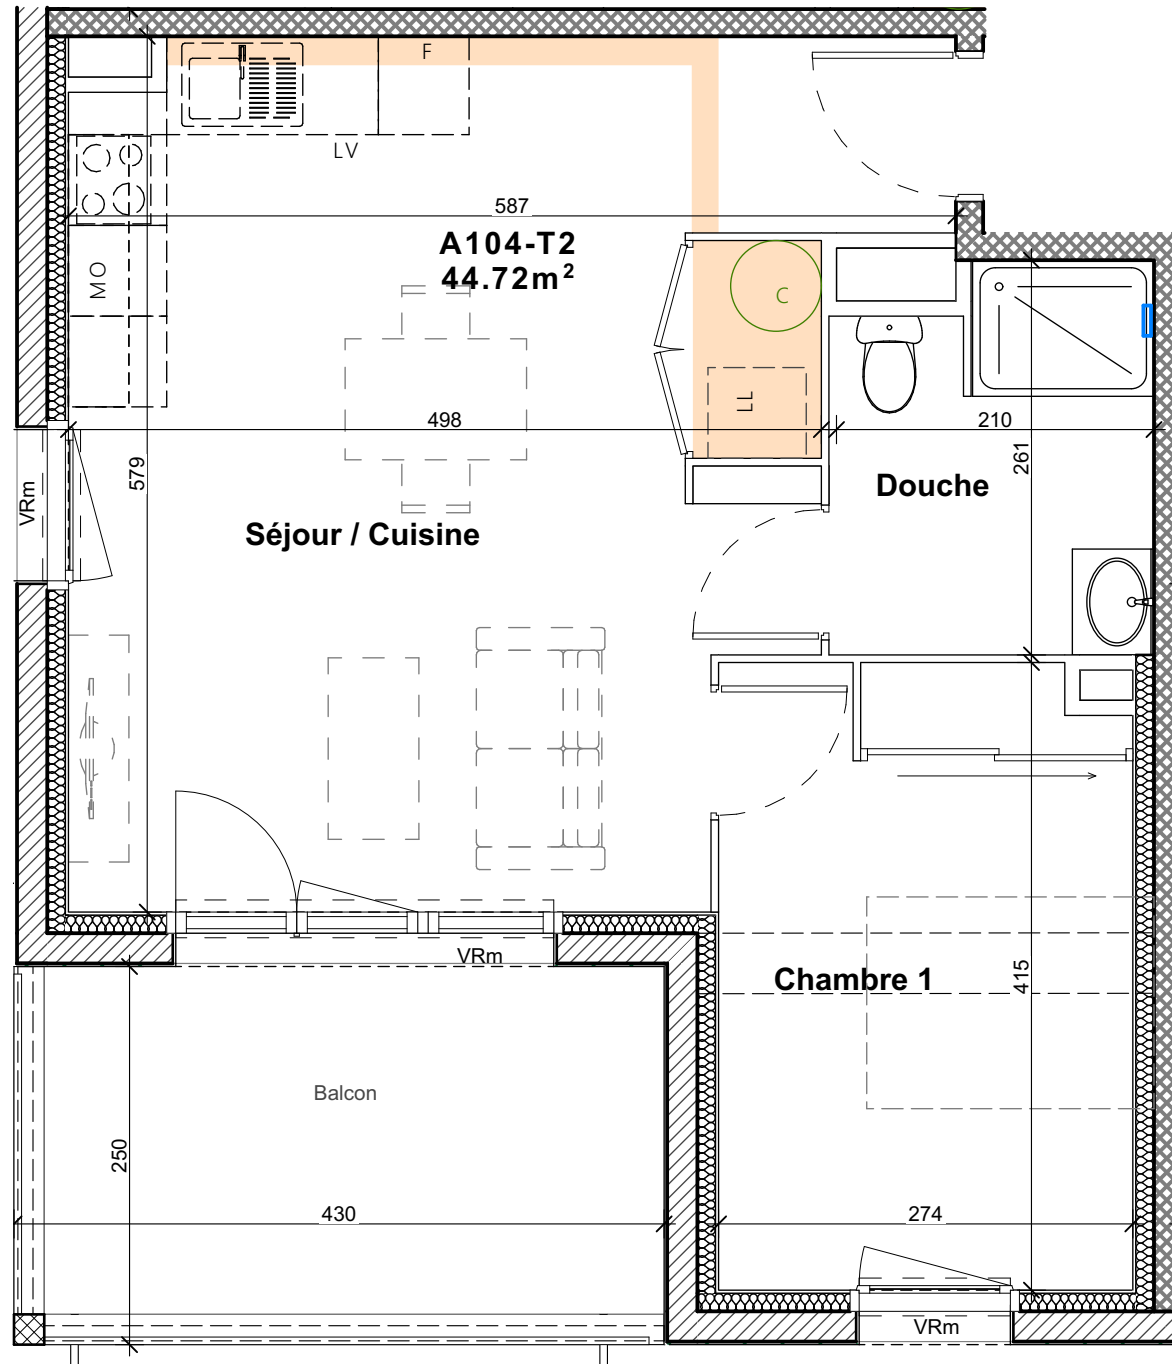 F
LV
587
A104-T2
44.72m²
MO
C
LL
498
210
579
261
VRm
Douche
Séjour / Cuisine
VRm
Chambre 1
415
Balcon
250
430
274
VRm